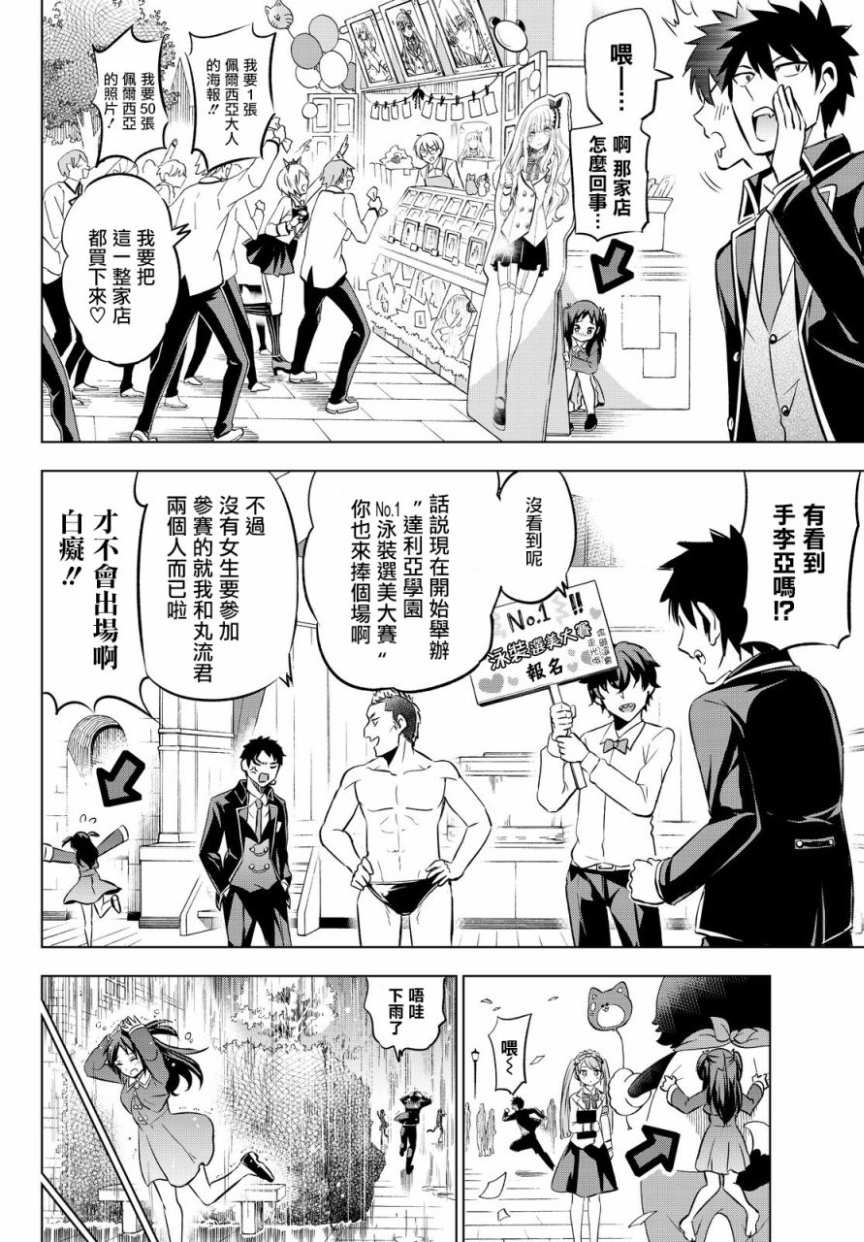 喂——…
啊 那家店
怎麼回事…
我要1張
佩爾西亞大人
的海報!!
我要50張
佩爾西亞
的照片!!
我要把
這一整家店
都買下來♡
有看到
手李亞嗎!?
No.1
!!
泳裝選美大賽
報名
沒看到呢
話說現在開始舉辦
"達利亞學園
No.1泳裝選美大賽"
你也來捧個場啊
不過
沒有女生要參加
參賽的就我和丸流君
兩個人而已啦
才不會出場啊
白癡!!
喂~
唔哇
下雨了